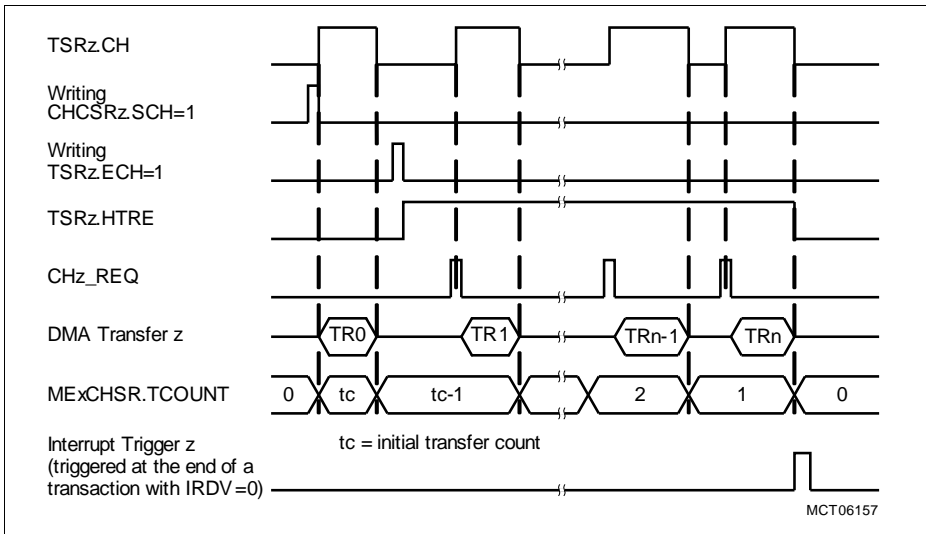 TSRz.CH
Writing
CHCSRz.SCH=1
Writing
TSRz.ECH=1
TSRz.HTRE
CHz_REQ
DMA Transfer z
TR0
TR1
TRn-1
TRn
MExCHSR.TCOUNT
0
tc
tc-1
2
1
0
Interrupt Trigger z
(triggered at the end of a
transaction with IRDV=0)
tc = initial transfer count
MCT06157